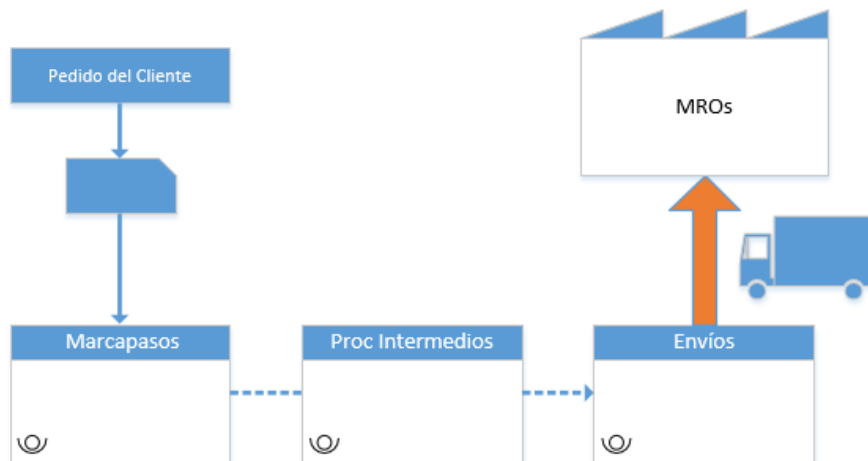 Pedido del Cliente
MROs
Marcapasos
Proc Intermedios
Envíos